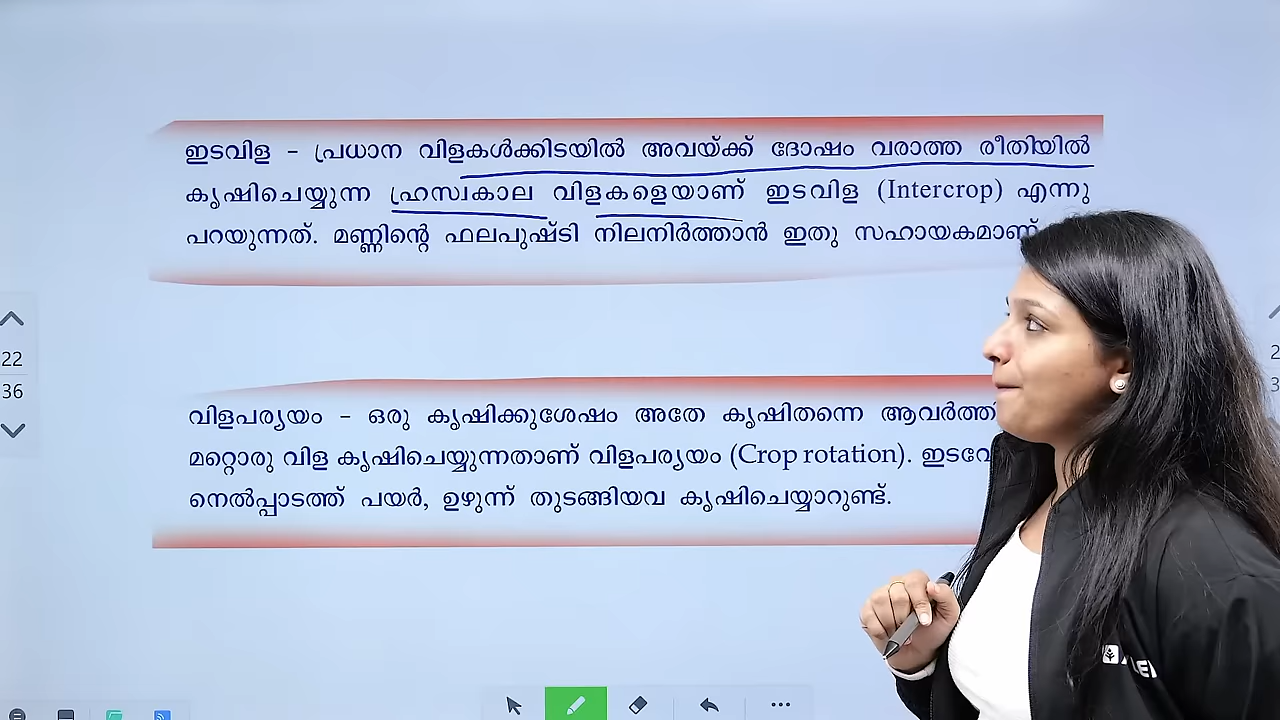 ഇടവിള – പ്രധാന വിളകൾക്കിടയിൽ അവയ്ക്ക് ദോഷം വരാത്ത രീതിയിൽ
കൃഷിചെയ്യുന്ന ഹ്രസ്വകാല വിളകളെയാണ് ഇടവിള (Intercrop) എന്നു
പറയുന്നത്. മണ്ണിന്റെ ഫലപുഷ്ടി നിലനിർത്താൻ ഇതു സഹായകമാണ്
വിളപര്യയം – ഒരു കൃഷിക്കുശേഷം അതേ കൃഷിതന്നെ
മറ്റൊരു വിള കൃഷിചെയ്യുന്നതാണ് വിളപര്യയം (Crop rotation).
നെൽപ്പാടത്ത് പയർ, ഉഴുന്ന് തുടങ്ങിയവ കൃഷിചെയ്യാറുണ്ട്.
22
36